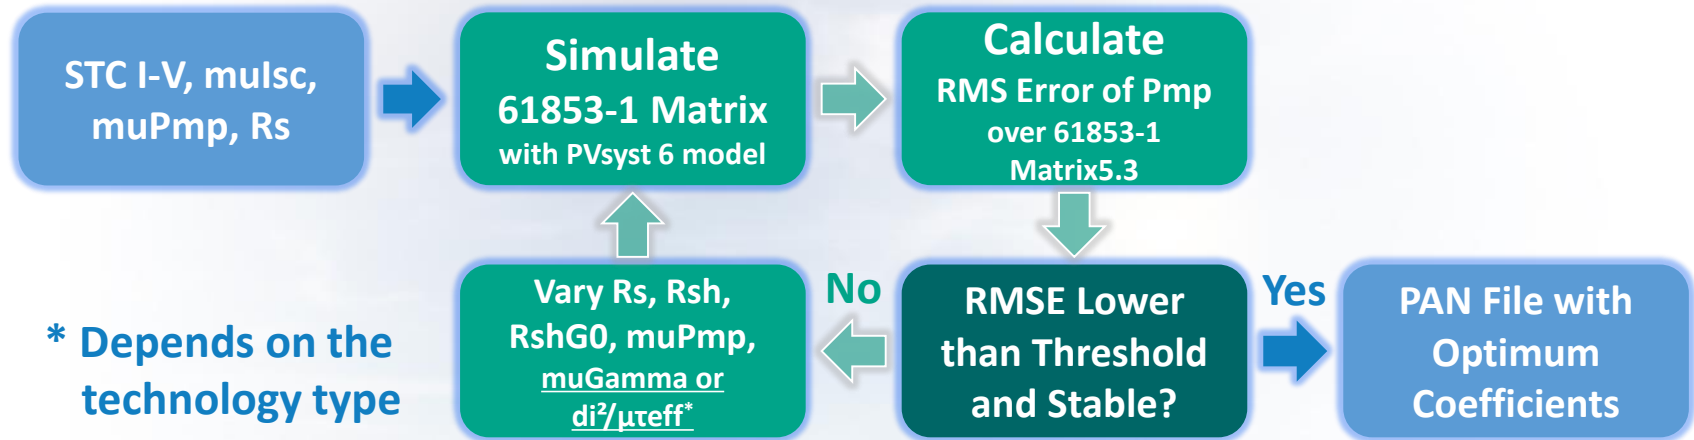 STC I-V, muIsc,
muPmp, Rs
Simulate
61853-1 Matrix
with PVsyst 6 model
Calculate
RMS Error of Pmp
over 61853-1
Matrix5.3
Vary Rs, Rsh,
RshG0, muPmp,
muGamma or
di²/μτeff*
No
RMSE Lower
than Threshold
and Stable?
Yes
PAN File with
Optimum
Coefficients
* Depends on the
technology type